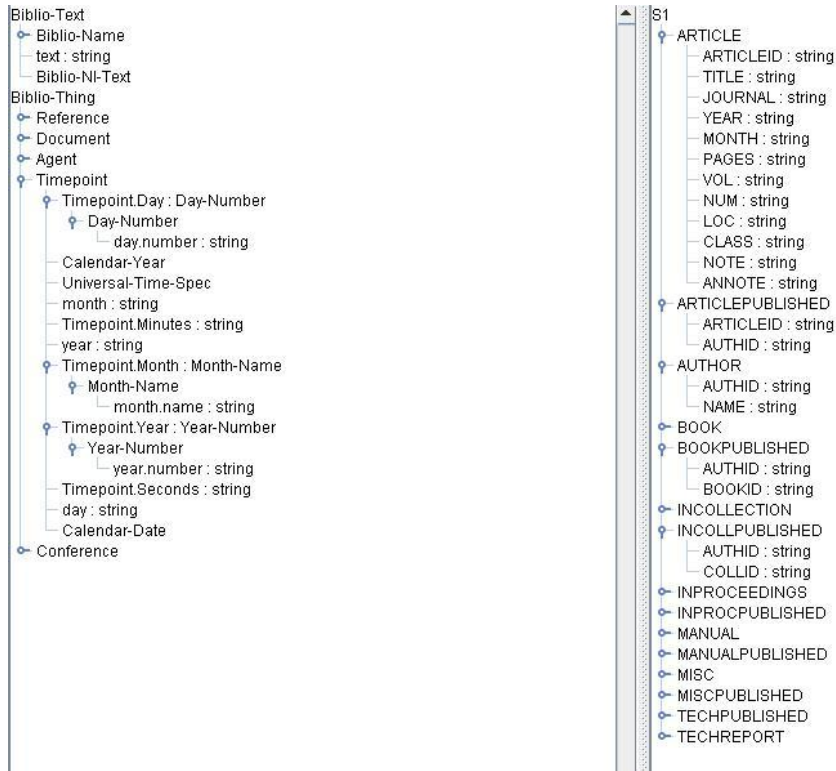 Biblio-Text
Biblio-Name
text : string
Biblio-Nl-Text
Biblio-Thing
Reference
Document
Agent
Timepoint
Timepoint.Day : Day-Number
Day-Number
day.number : string
Calendar-Year
Universal-Time-Spec
month : string
Timepoint.Minutes : string
year : string
Timepoint.Month : Month-Name
Month-Name
month.name : string
Timepoint.Year : Year-Number
Year-Number
year.number : string
Timepoint.Seconds : string
day : string
Calendar-Date
Conference
S1
ARTICLE
ARTICLEID : string
TITLE : string
JOURNAL : string
YEAR : string
MONTH : string
PAGES : string
VOL : string
NUM : string
LOC : string
CLASS : string
NOTE : string
ANNOTE : string
ARTICLEPUBLISHED
ARTICLEID : string
AUTHID : string
AUTHOR
AUTHID : string
NAME : string
BOOK
BOOKPUBLISHED
AUTHID : string
BOOKID : string
INCOLLECTION
INCOLLPUBLISHED
AUTHID : string
COLLID : string
INPROCEEDINGS
INPROCPUBLISHED
MANUAL
MANUALPUBLISHED
MISC
MISCPUBLISHED
TECHPUBLISHED
TECHREPORT